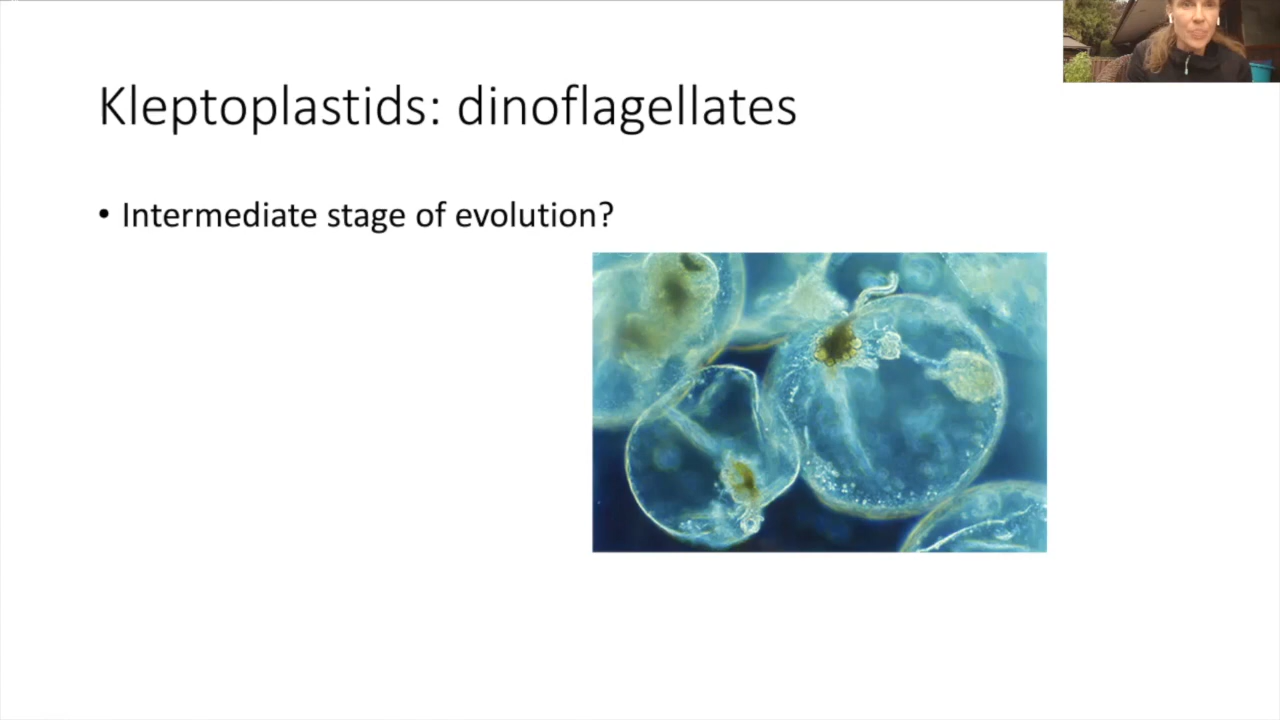 Kleptoplastids: dinoflagellates
• Intermediate stage of evolution?